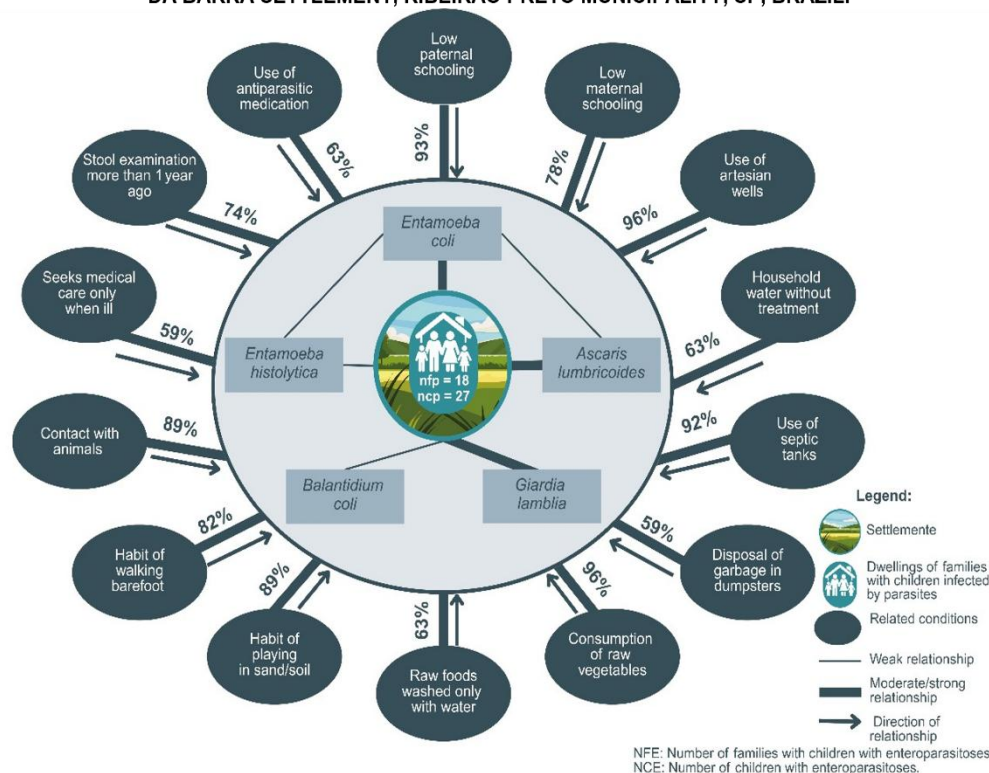 DA BARRA SETTLEMENT, RIBEIRÃO PRETO MUNICIPALITY, SP, BRAZIL.
Low
paternal
schooling
Use of
antiparasitic
medication
Low
maternal
schooling
Stool examination
more than 1 year
ago
Use of
artesian
wells
Seeks medical
care only
when ill
Household
water without
treatment
Contact with
animals
Use of
septic
tanks
Habit of
walking
barefoot
Disposal of
garbage in
dumpsters
Habit of
playing
in sand/soil
Raw foods
washed only
with water
Consumption
of raw
vegetables
93%
63%
78%
74%
96%
59%
63%
89%
92%
82%
59%
89%
63%
96%
Entamoeba
coli
Entamoeba
histolytica
Ascaris
lumbricoides
Balantidium
coli
Giardia
lamblia
nfp = 18
ncp = 27
Legend:
Settlemente
Dwellings of families
with children infected
by parasites
Related conditions
Weak relationship
Moderate/strong
relationship
Direction of
relationship
NFE: Number of families with children with enteroparasitoses
NCE: Number of children with enteroparasitoses.